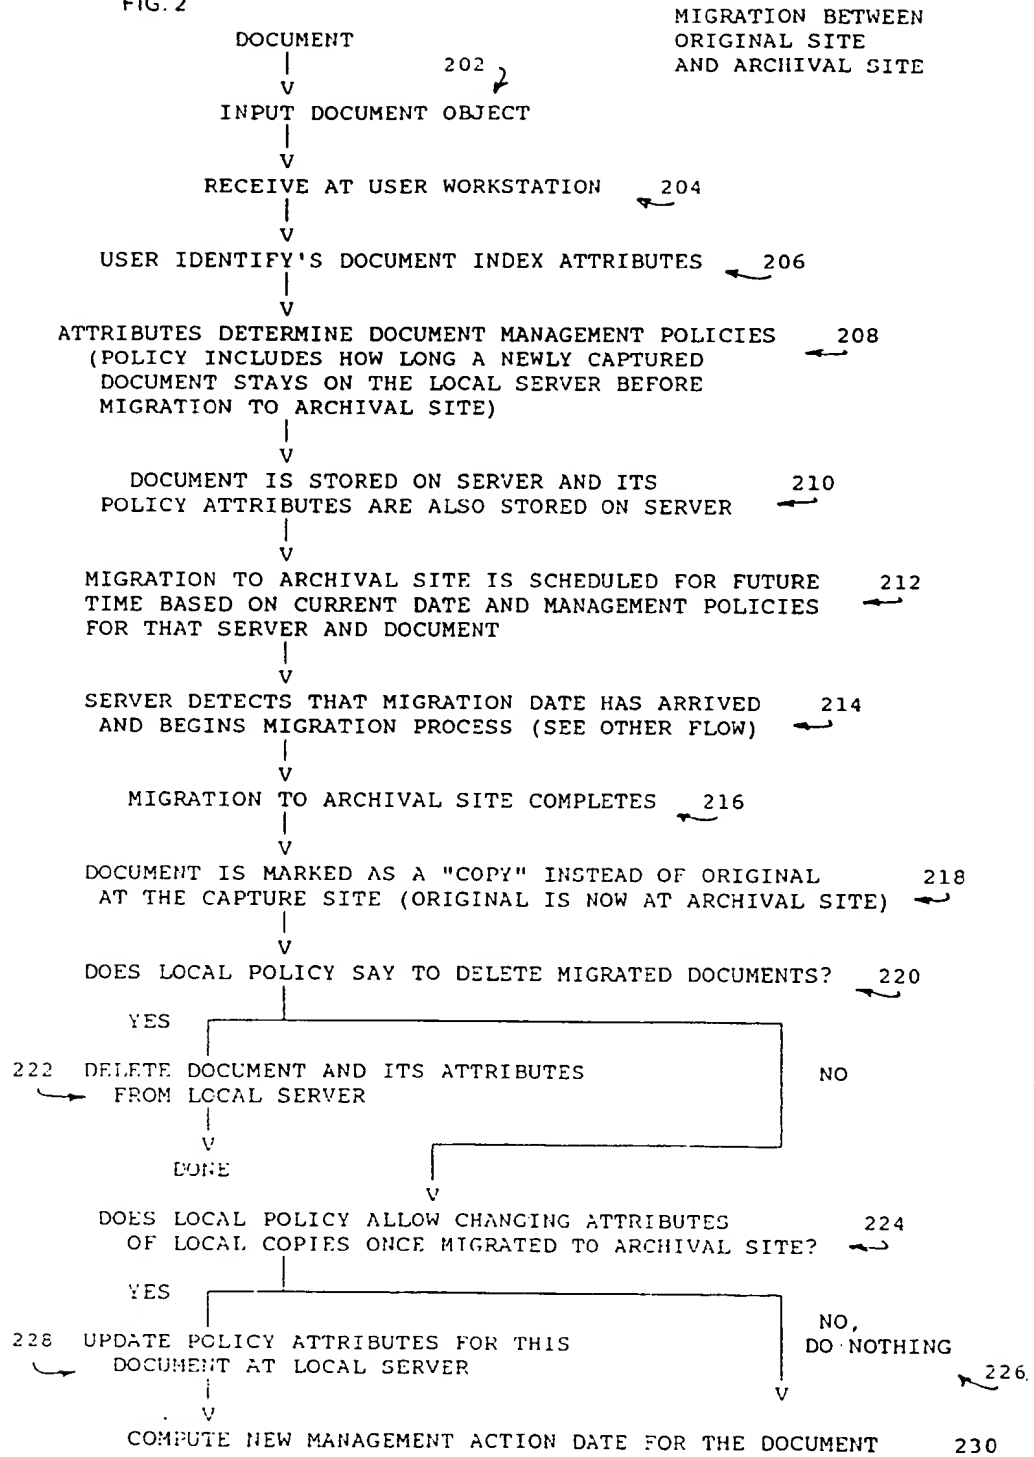 FIG. 2
MIGRATION BETWEEN
ORIGINAL SITE
AND ARCHIVAL SITE
DOCUMENT
202
V
INPUT DOCUMENT OBJECT
V
RECEIVE AT USER WORKSTATION 204
V
USER IDENTIFY'S DOCUMENT INDEX ATTRIBUTES 206
V
ATTRIBUTES DETERMINE DOCUMENT MANAGEMENT POLICIES 208
(POLICY INCLUDES HOW LONG A NEWLY CAPTURED
DOCUMENT STAYS ON THE LOCAL SERVER BEFORE
MIGRATION TO ARCHIVAL SITE)
V
DOCUMENT IS STORED ON SERVER AND ITS 210
POLICY ATTRIBUTES ARE ALSO STORED ON SERVER
V
MIGRATION TO ARCHIVAL SITE IS SCHEDULED FOR FUTURE 212
TIME BASED ON CURRENT DATE AND MANAGEMENT POLICIES
FOR THAT SERVER AND DOCUMENT
V
SERVER DETECTS THAT MIGRATION DATE HAS ARRIVED 214
AND BEGINS MIGRATION PROCESS (SEE OTHER FLOW)
V
MIGRATION TO ARCHIVAL SITE COMPLETES 216
V
DOCUMENT IS MARKED AS A "COPY" INSTEAD OF ORIGINAL 218
AT THE CAPTURE SITE (ORIGINAL IS NOW AT ARCHIVAL SITE)
V
DOES LOCAL POLICY SAY TO DELETE MIGRATED DOCUMENTS? 220
YES
222 DELETE DOCUMENT AND ITS ATTRIBUTES NO
FROM LOCAL SERVER
V
DONE
V
DOES LOCAL POLICY ALLOW CHANGING ATTRIBUTES 224
OF LOCAL COPIES ONCE MIGRATED TO ARCHIVAL SITE?
YES
NO,
228 UPDATE POLICY ATTRIBUTES FOR THIS DO NOTHING
DOCUMENT AT LOCAL SERVER 226
V
V
COMPUTE NEW MANAGEMENT ACTION DATE FOR THE DOCUMENT 230